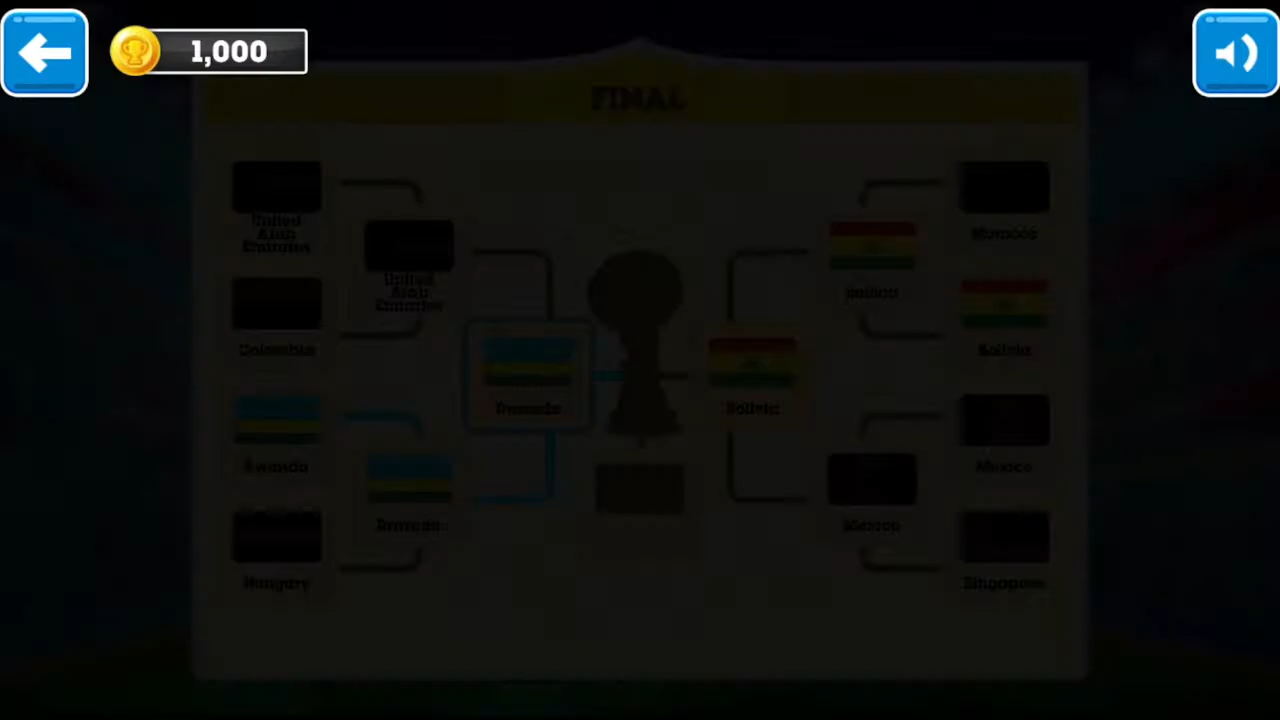 1,000
FINAL
United
Arab
Emirates
Morocco
United
Arab
Emirates
Bolivia
Colombia
Bolivia
Rwanda
Bolivia
Rwanda
Mexico
Rwanda
Mexico
Hungary
Singapore